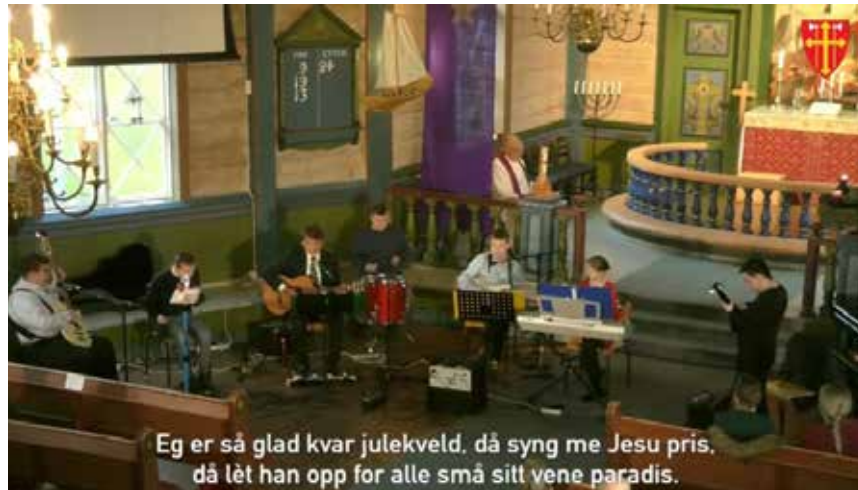 Eg er så glad kvar julekveld, då syng me Jesu pris,
då lèt han opp for alle små sitt vene paradis.